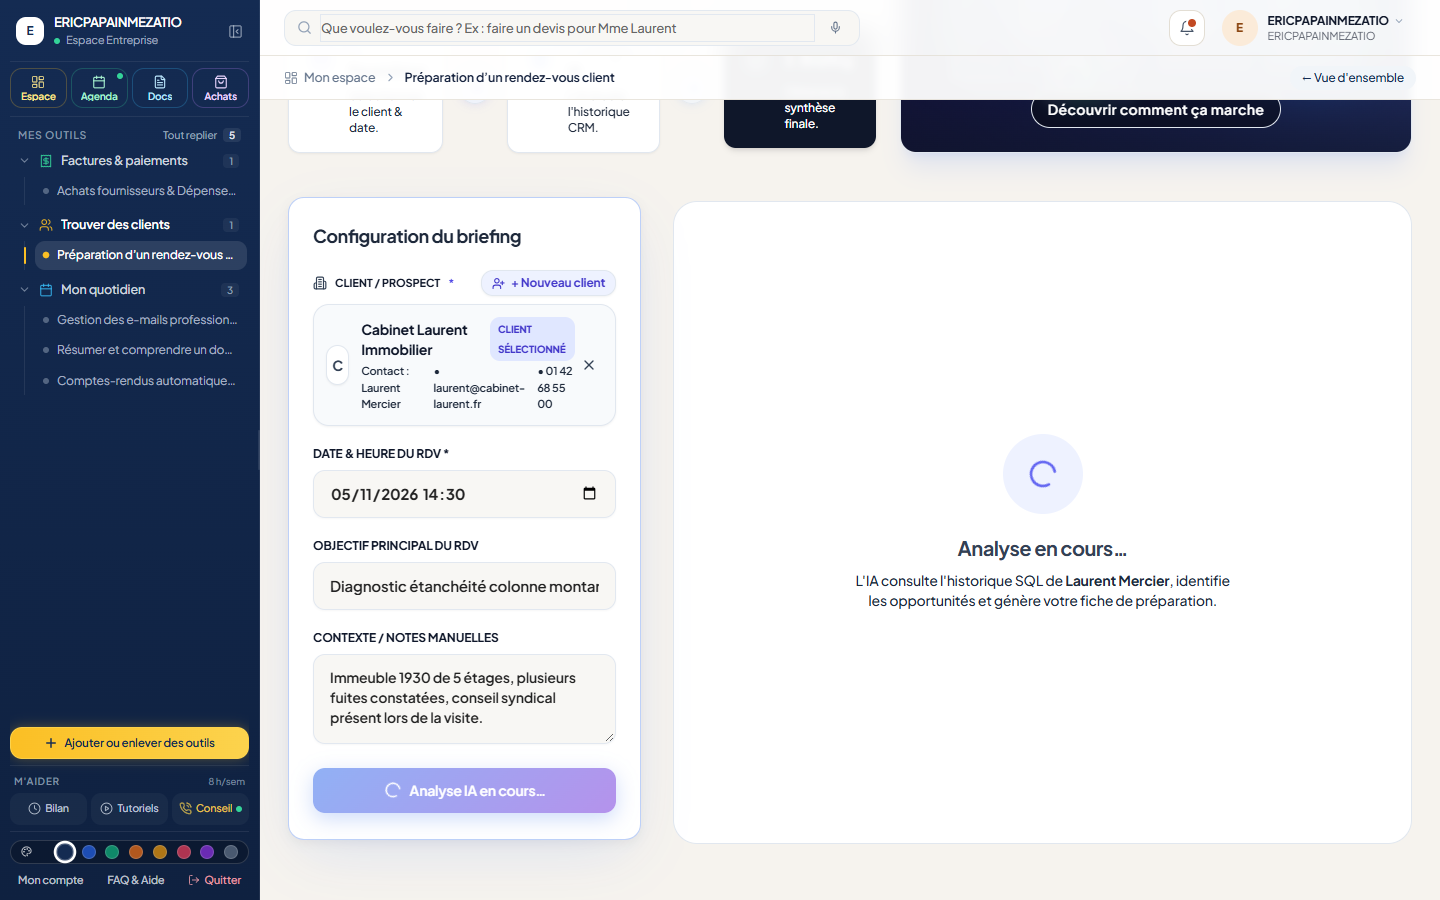 E
ERICPAPAINMEZATIO
Espace Entreprise
Espace
Agenda
Docs
Achats
MES OUTILS
Tout replier 5
Factures & paiements 1
Achats fournisseurs & Dépense...
Trouver des clients 1
Préparation d'un rendez-vous ...
Mon quotidien 3
Gestion des e-mails profession...
Résumer et comprendre un do...
Comptes-rendus automatique...
+ Ajouter ou enlever des outils
M'AIDER
8 h/sem
Bilan
Tutoriels
Conseil
Mon compte
FAQ & Aide
Quitter
Que voulez-vous faire ? Ex : faire un devis pour Mme Laurent
E
ERICPAPAINMEZATIO
ERICPAPAINMEZATIO
Mon espace > Préparation d'un rendez-vous client
← Vue d'ensemble
le client &
date.
l'historique
CRM.
synthèse
finale.
Découvrir comment ça marche
Configuration du briefing
CLIENT / PROSPECT *
+ Nouveau client
C
Cabinet Laurent
Immobilier
CLIENT
SÉLECTIONNÉ
Contact :
Laurent
Mercier
•
laurent@cabinet-
laurent.fr
• 01 42
68 55
00
DATE & HEURE DU RDV *
05/11/2026 14:30
OBJECTIF PRINCIPAL DU RDV
Diagnostic étanchéité colonne montan
CONTEXTE / NOTES MANUELLES
Immeuble 1930 de 5 étages, plusieurs
fuites constatées, conseil syndical
présent lors de la visite.
Analyse IA en cours...
Analyse en cours...
L'IA consulte l'historique SQL de Laurent Mercier, identifie
les opportunités et génère votre fiche de préparation.